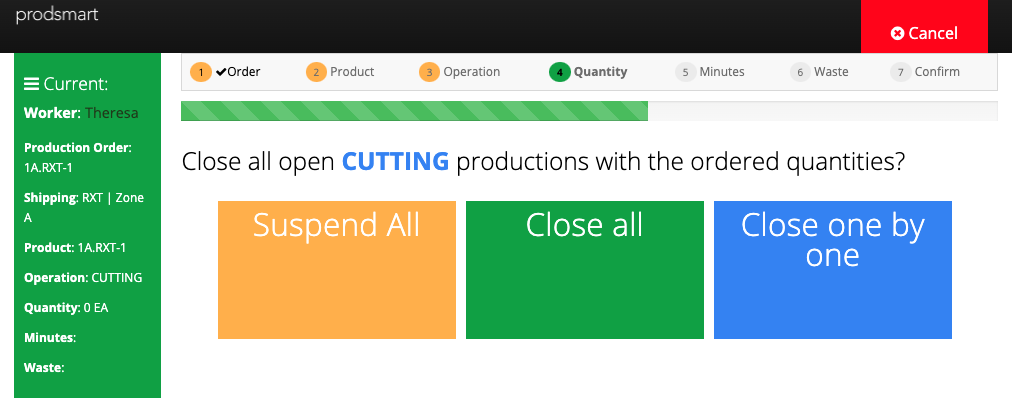 prodsmart
Cancel
Current:
Worker: Theresa
Production Order:
1A.RXT-1
Shipping: RXT | Zone
A
Product: 1A.RXT-1
Operation: CUTTING
Quantity: 0 EA
Minutes:
Waste:
1 Order 2 Product 3 Operation 4 Quantity 5 Minutes 6 Waste 7 Confirm
Close all open CUTTING productions with the ordered quantities?
Suspend All
Close all
Close one by
one